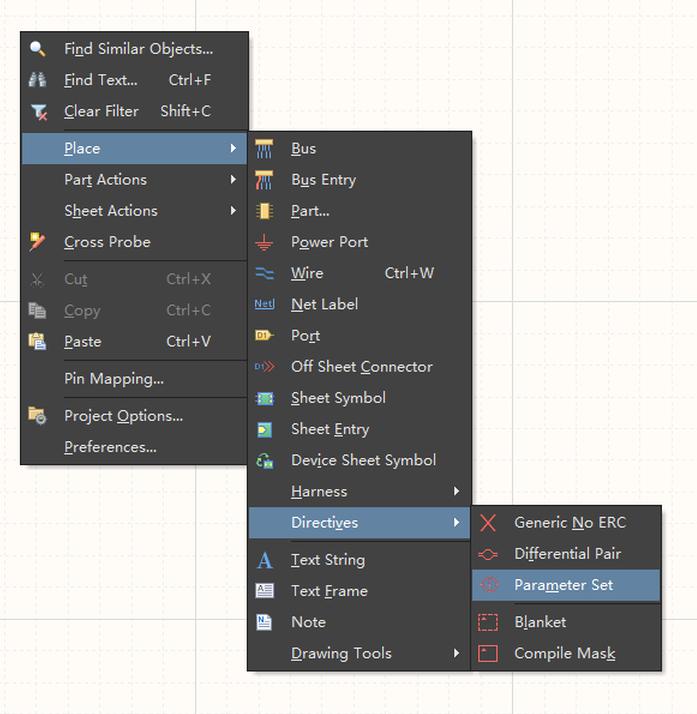 Find Similar Objects...
Find Text... Ctrl+F
Clear Filter Shift+C
Place
Part Actions
Sheet Actions
Cross Probe
Cut Ctrl+X
Copy Ctrl+C
Paste Ctrl+V
Pin Mapping...
Project Options...
Preferences...
Bus
Bus Entry
Part...
Power Port
Wire Ctrl+W
Net Net Label
D1 Port
D1 Off Sheet Connector
Sheet Symbol
Sheet Entry
Device Sheet Symbol
Harness
Directives
A Text String
A Text Frame
N Note
Drawing Tools
Generic No ERC
Differential Pair
Parameter Set
Blanket
Compile Mask